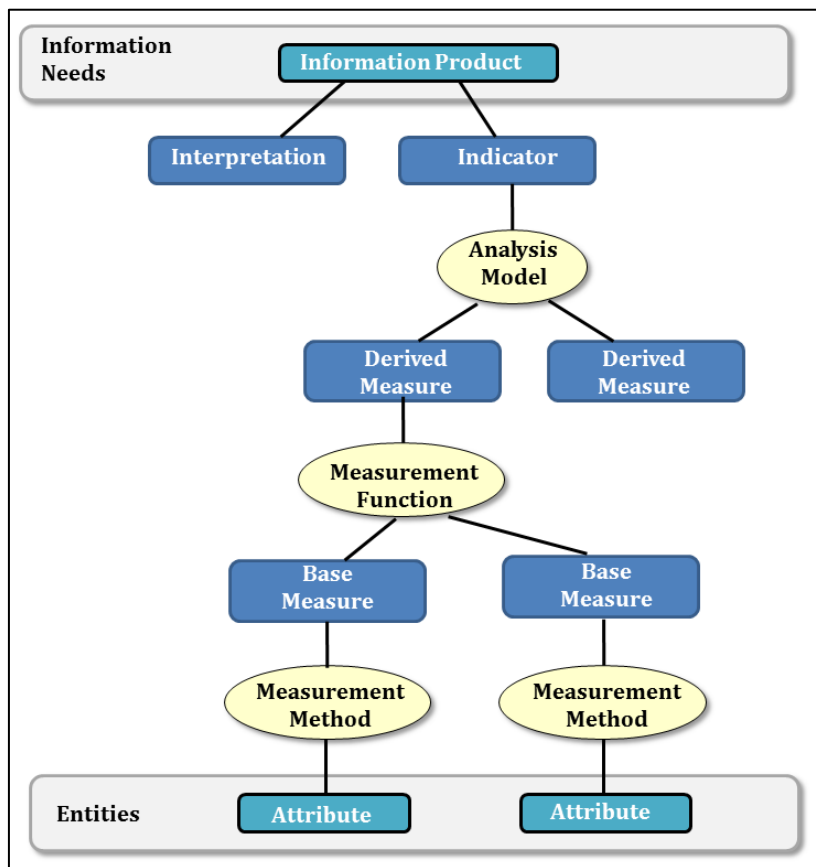 Information
Needs
Information Product
Interpretation
Indicator
Analysis
Model
Derived
Measure
Derived
Measure
Measurement
Function
Base
Measure
Base
Measure
Measurement
Method
Measurement
Method
Entities
Attribute
Attribute